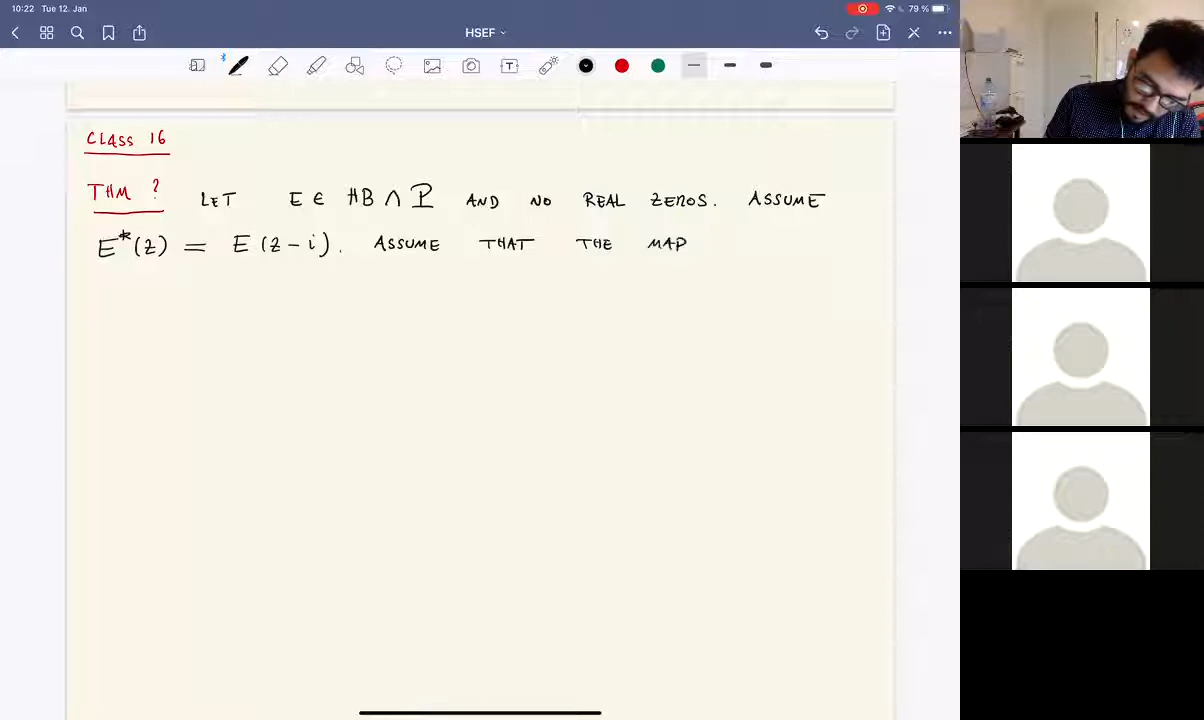 10:22 Tue 12. Jan
79 %
HSEF
CLASS 16
THM ? LET E ∈ HB ∩ P AND NO REAL ZEROS. ASSUME
E*(z) = E(z-i). ASSUME THAT THE MAP